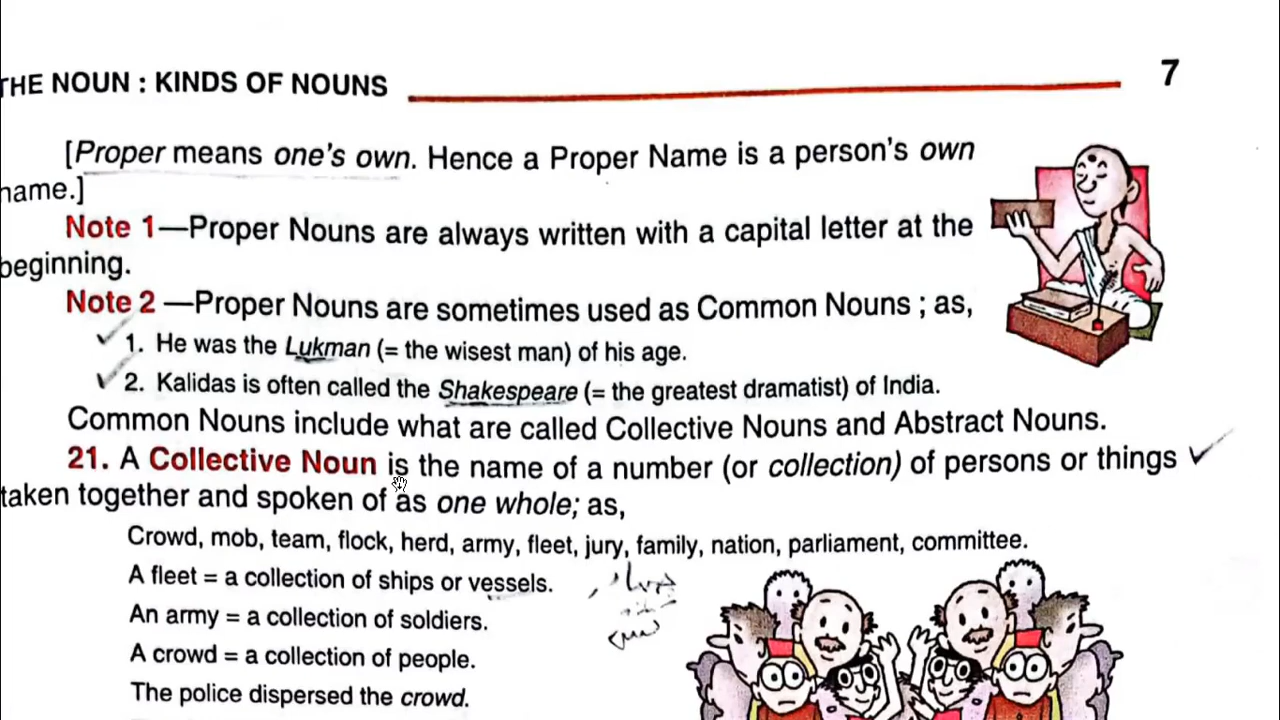 THE NOUN : KINDS OF NOUNS 7
[Proper means one's own. Hence a Proper Name is a person's own
name.]
Note 1—Proper Nouns are always written with a capital letter at the
beginning.
Note 2 —Proper Nouns are sometimes used as Common Nouns ; as,
1. He was the Lukman (= the wisest man) of his age.
2. Kalidas is often called the Shakespeare (= the greatest dramatist) of India.
Common Nouns include what are called Collective Nouns and Abstract Nouns.
21. A Collective Noun is the name of a number (or collection) of persons or things
taken together and spoken of as one whole; as,
Crowd, mob, team, flock, herd, army, fleet, jury, family, nation, parliament, committee.
A fleet = a collection of ships or vessels.
An army = a collection of soldiers.
A crowd = a collection of people.
The police dispersed the crowd.